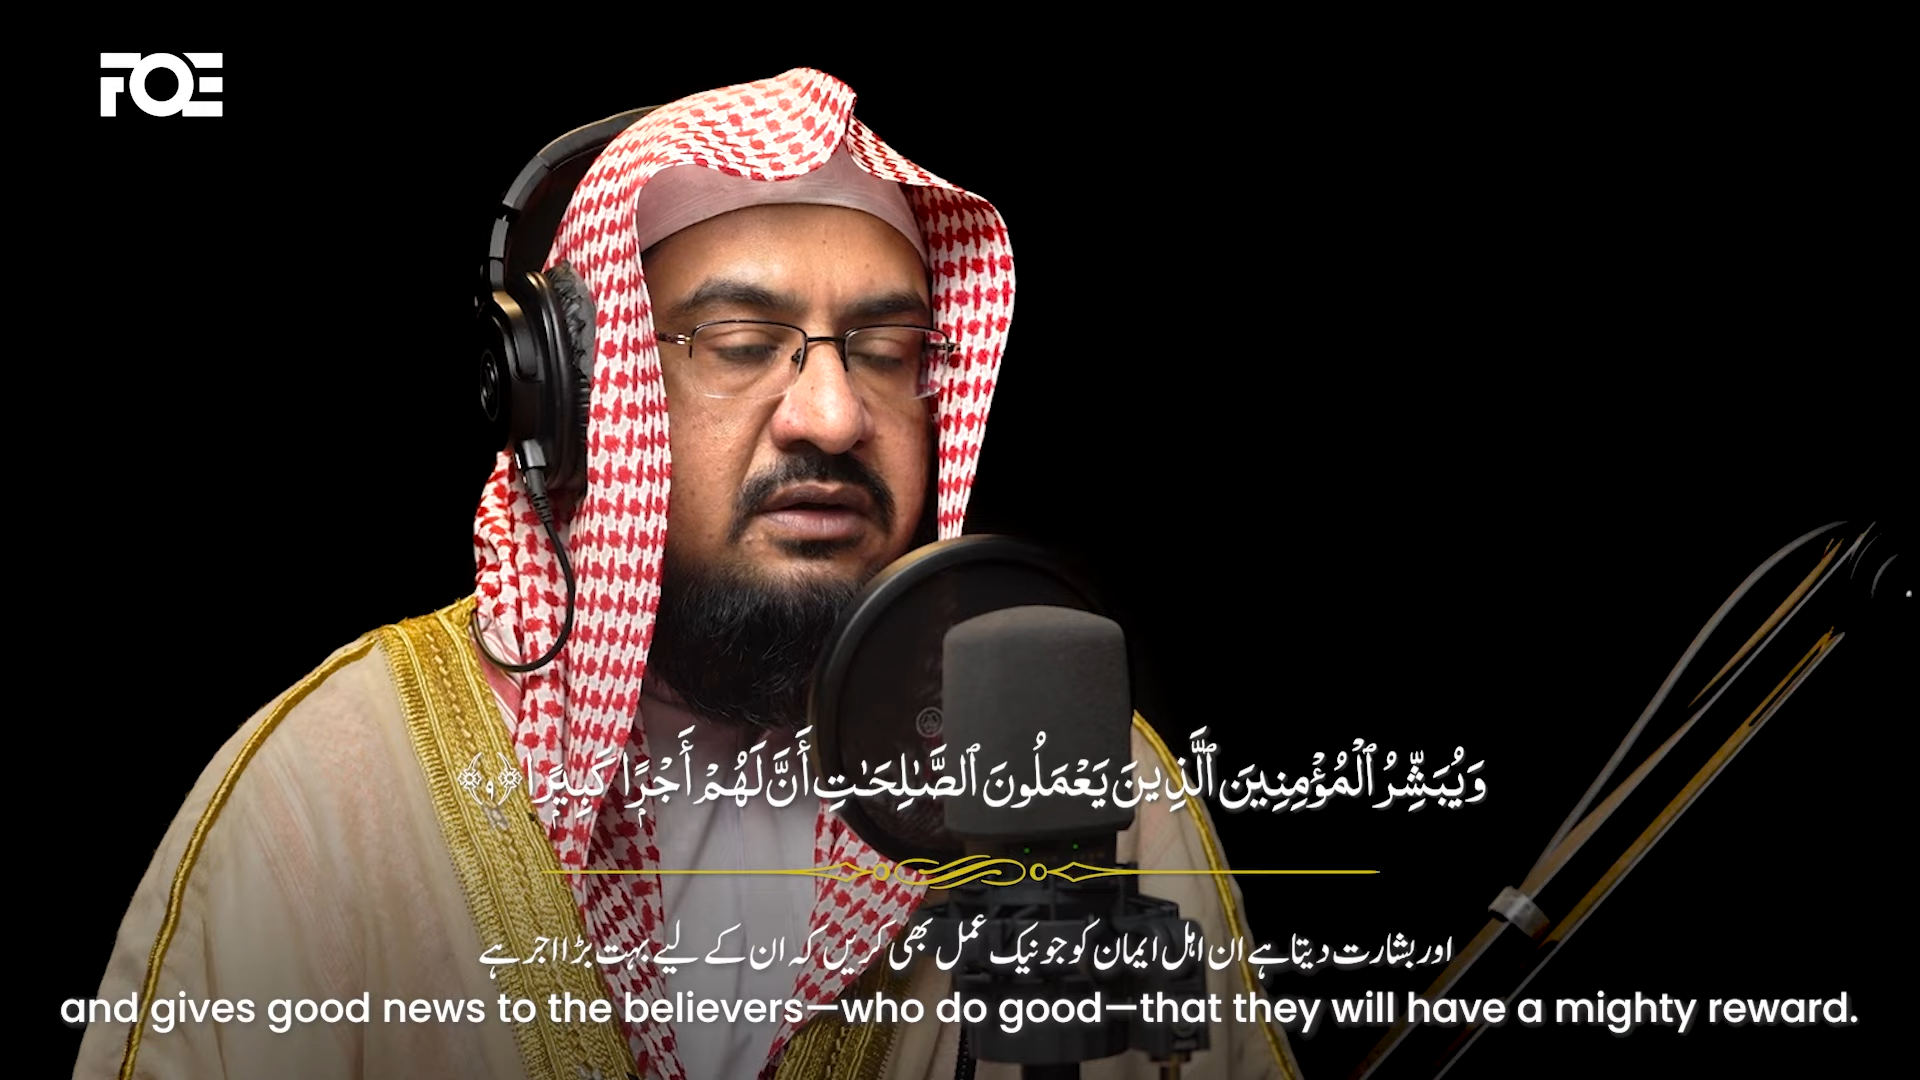 FOE
وَيُبَشِّرُ ٱلْمُؤْمِنِينَ ٱلَّذِينَ يَعْمَلُونَ ٱلصَّـٰلِحَـٰتِ أَنَّ لَهُمْ أَجْرًۭا كَبِيرًۭا ﴿٩﴾
اور بشارت دیتا ہے ان اہل ایمان کو جو نیک عمل بھی کریں کہ ان کے لیے بہت بڑا اجر ہے
and gives good news to the believers—who do good—that they will have a mighty reward.